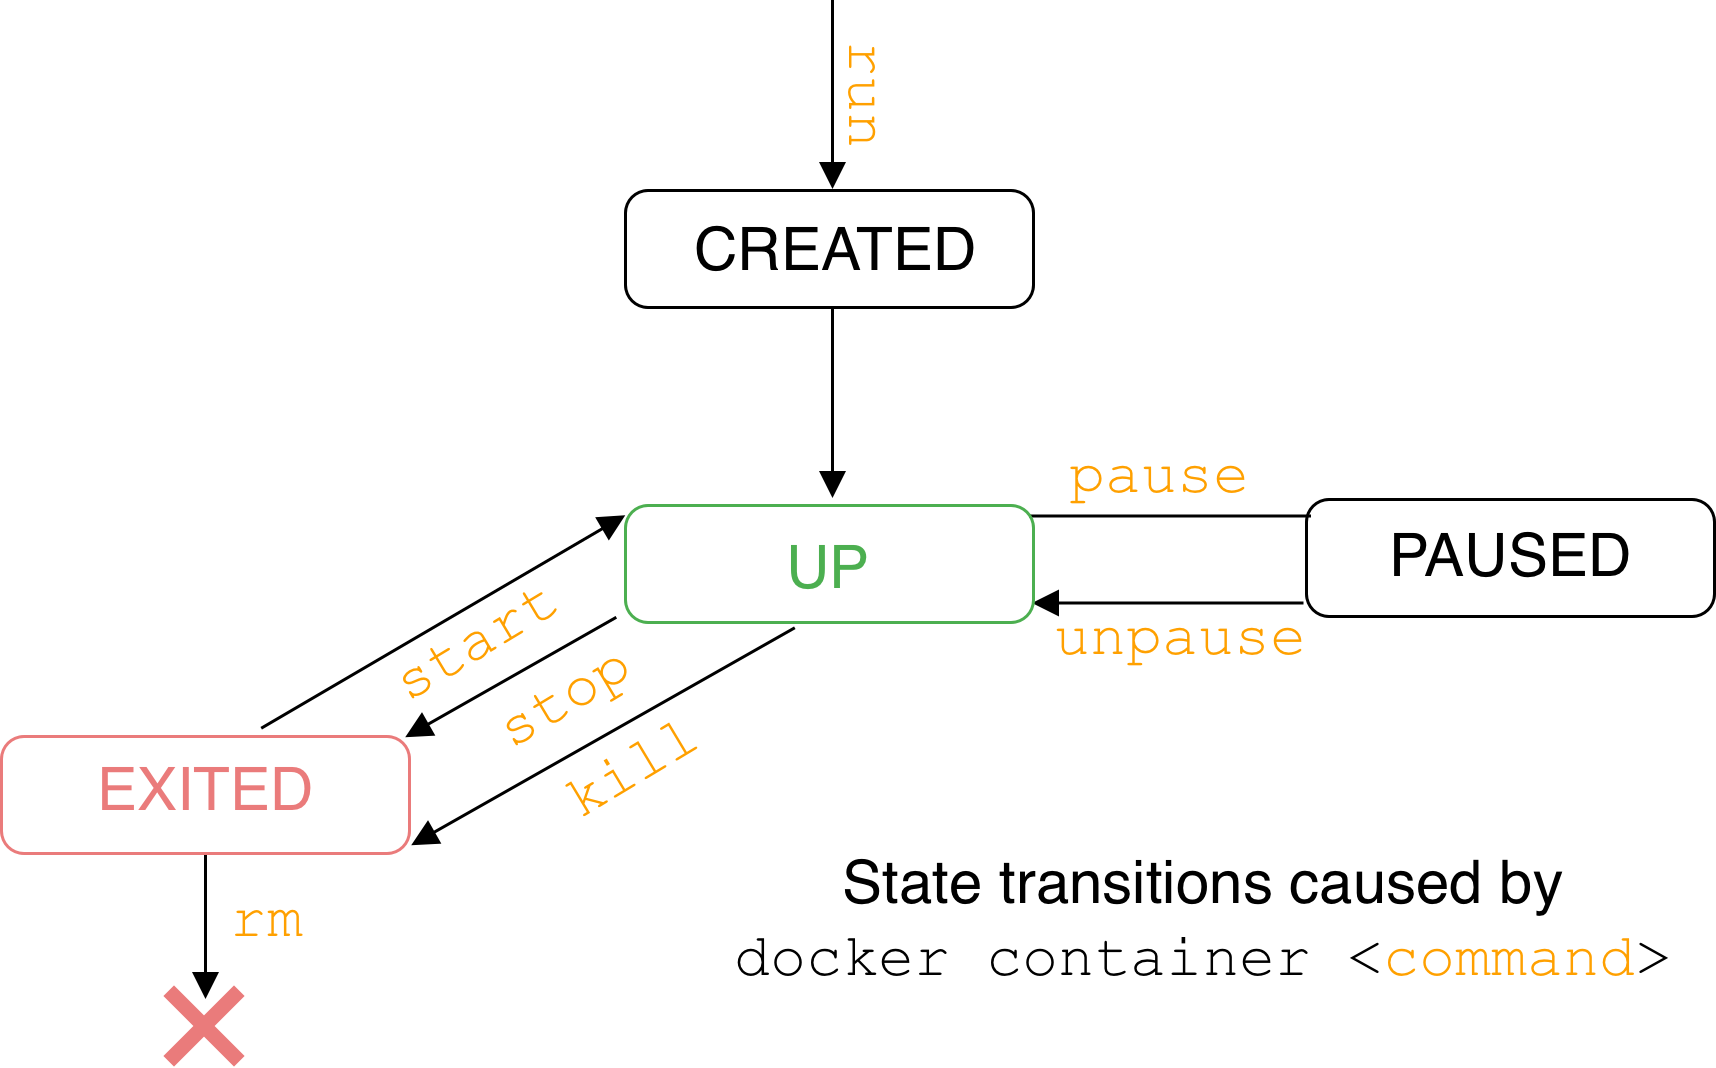 run
CREATED
pause
UP
PAUSED
unpause
start
stop
kill
EXITED
rm
State transitions caused by
docker container <command>